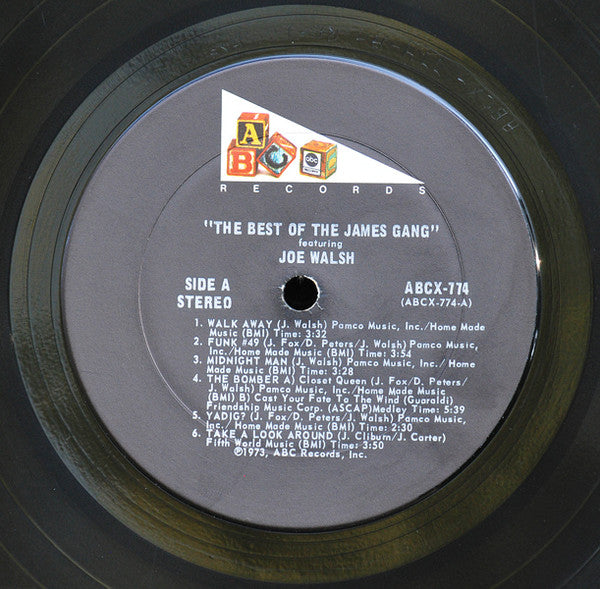 A
B
C
abc
RECORDS
"THE BEST OF THE JAMES GANG"
featuring
JOE WALSH
SIDE A
STEREO
ABCX-774
(ABCX-774-A)
1. WALK AWAY (J. Walsh) Pamco Music, Inc./Home Made
Music (BMI) Time: 3:32
2. FUNK #49 (J. Fox/D. Peters/J. Walsh) Pamco Music,
Inc./Home Made Music (BMI) Time: 3:54
3. MIDNIGHT MAN (J. Walsh) Pamco Music, Inc./ Home
Made Music (BMI) Time: 3:28
4. THE BOMBER A) Closet Queen (J. Fox/D. Peters/
J. Walsh) Pamco Music, Inc./Home Made Music
(BMI) B) Cast Your Fate To The Wind (Guaraldi)
Friendship Music Corp. (ASCAP)Medley Time: 5:39
5. YADIG? (J. Fox/D. Peters/J. Walsh) Pamco Music,
Inc./ Home Made Music (BMI) Time: 2:30
6. TAKE A LOOK AROUND (J. Cliburn/J. Carter)
Fifth World Music (BMI) Time: 3:50
℗1973, ABC Records, Inc.